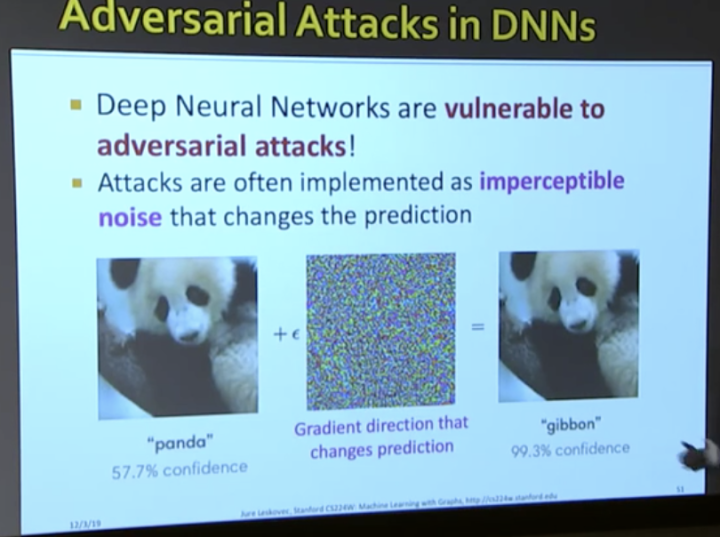 Adversarial Attacks in DNNs
Deep Neural Networks are vulnerable to
adversarial attacks!
Attacks are often implemented as imperceptible
noise that changes the prediction
+ ϵ
=
"panda"
57.7% confidence
Gradient direction that
changes prediction
"gibbon"
99.3% confidence
12/3/19
Jure Leskovec, Stanford CS224W: Machine Learning with Graphs, http://cs224w.stanford.edu
51